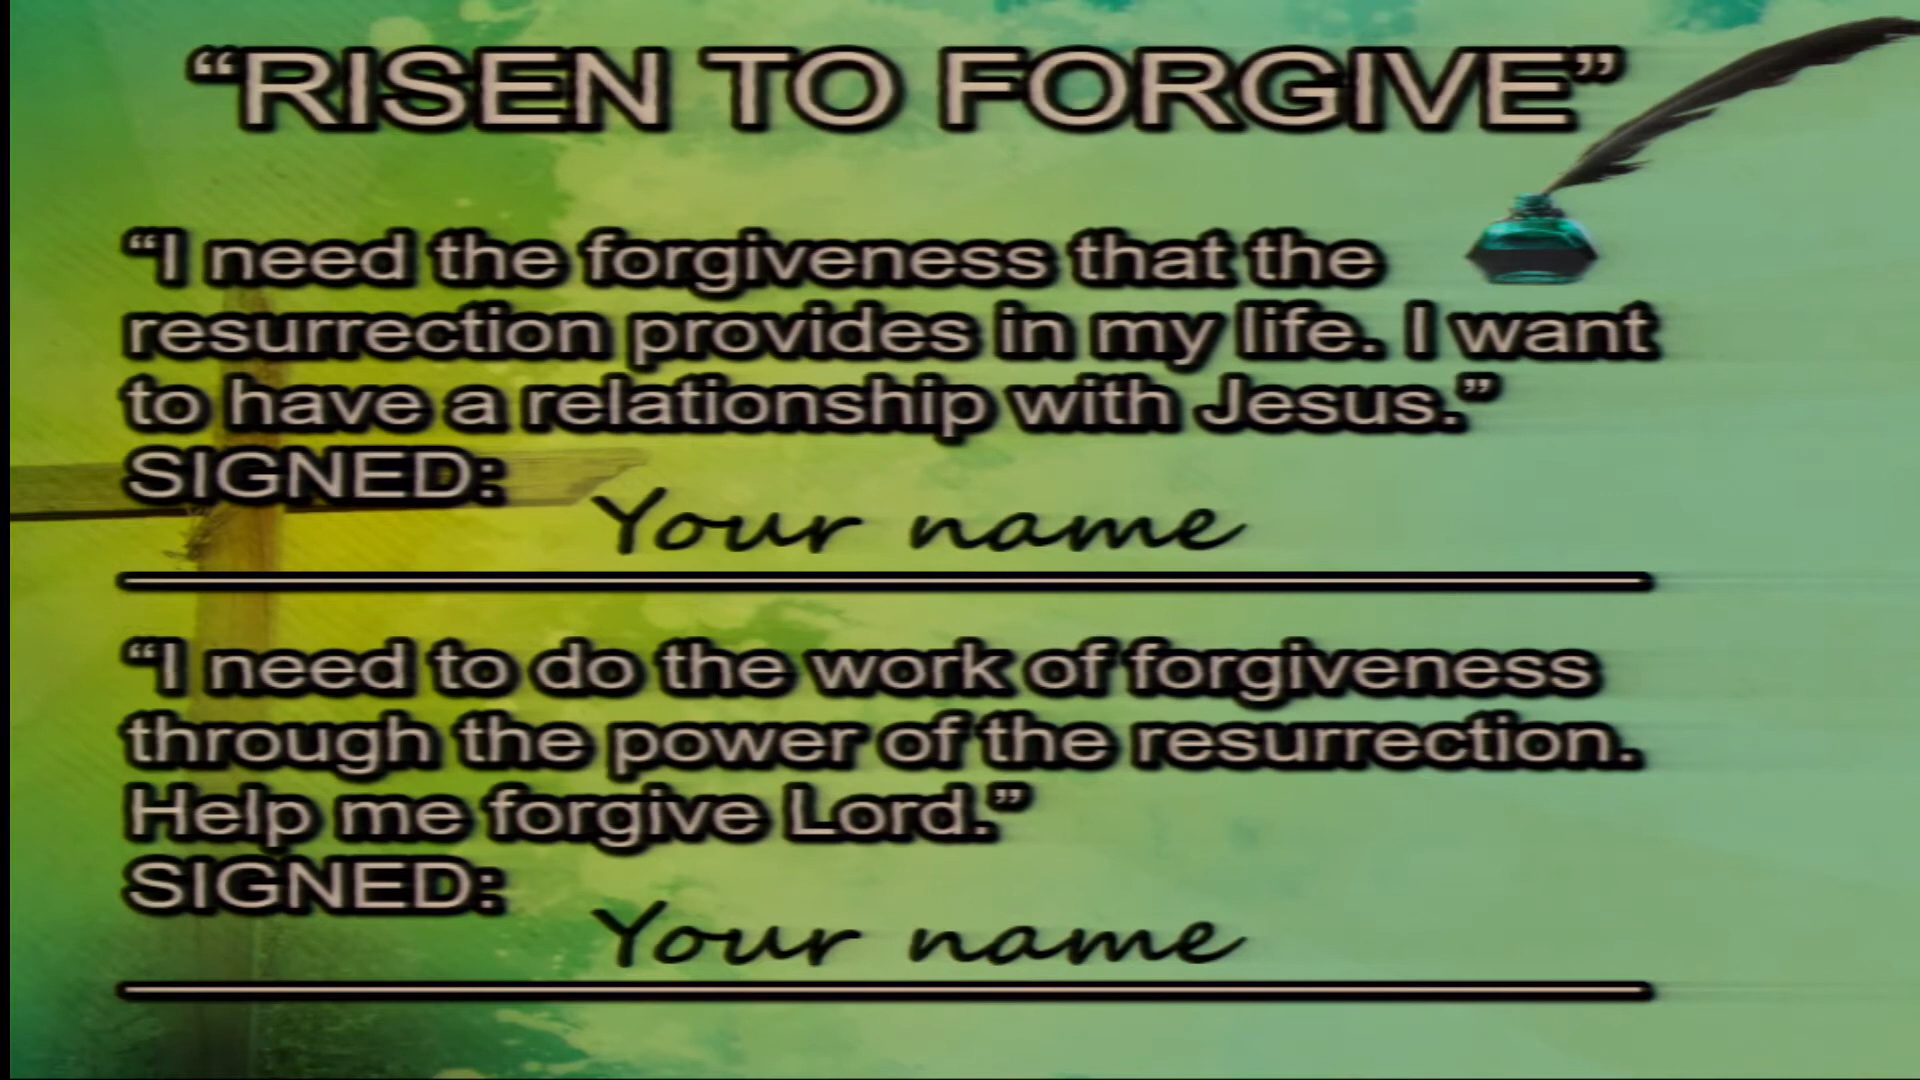 “RISEN TO FORGIVE”
“I need the forgiveness that the
resurrection provides in my life. I want
to have a relationship with Jesus.”
SIGNED:
Your name
“I need to do the work of forgiveness
through the power of the resurrection.
Help me forgive Lord.”
SIGNED:
Your name